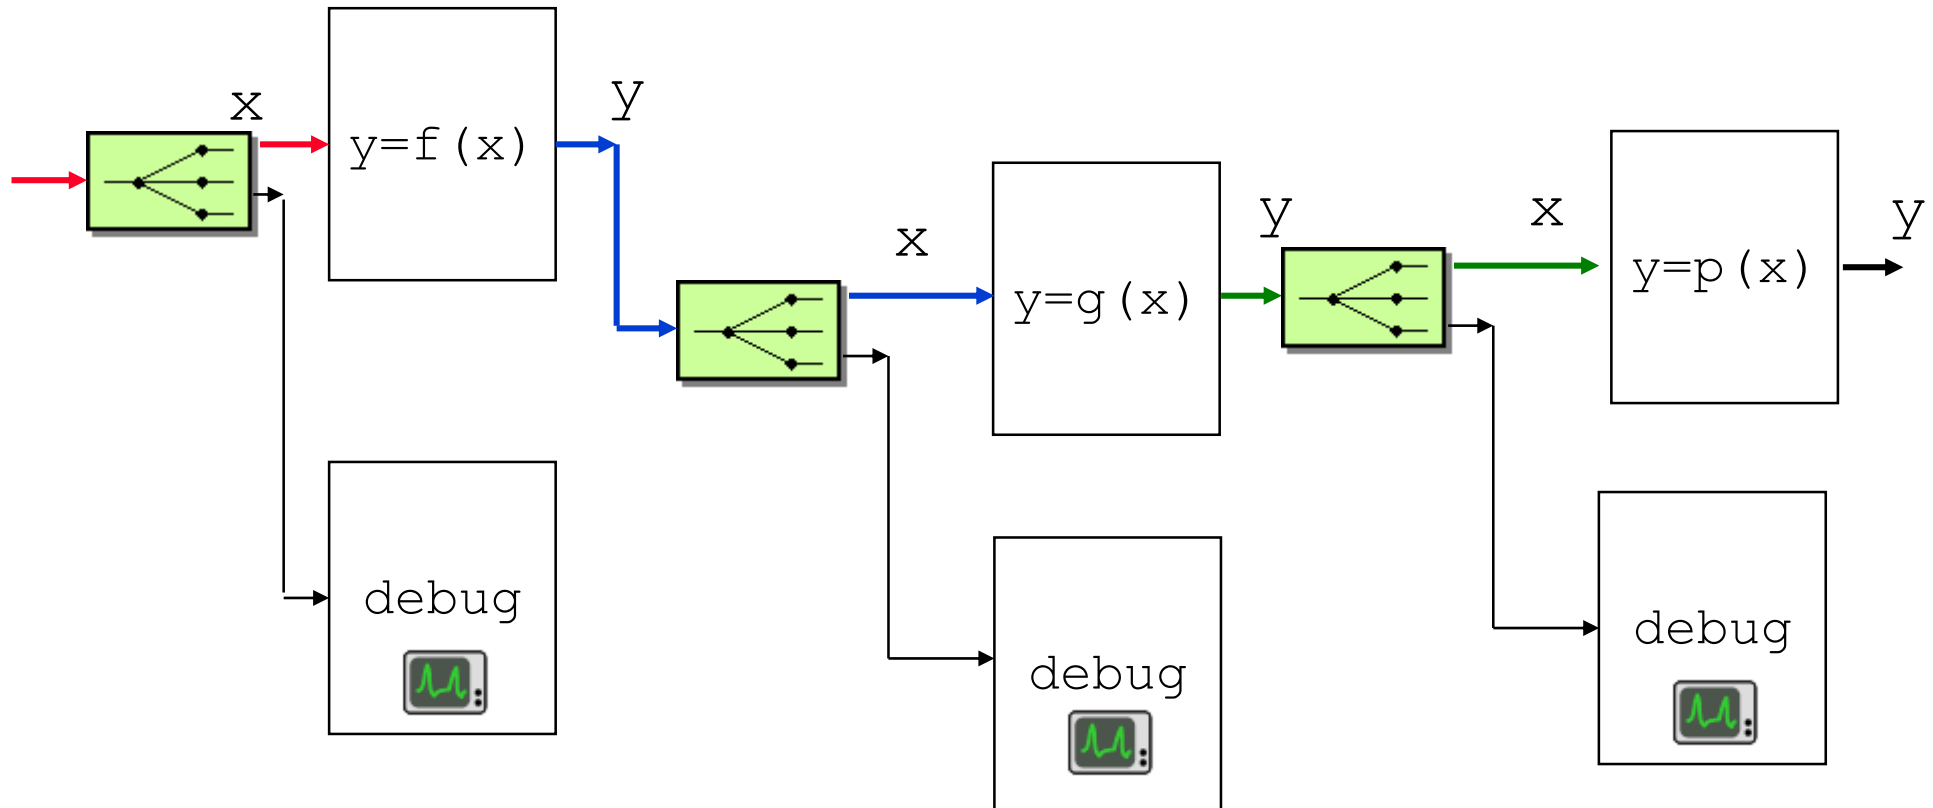 x
y=f(x)
y
x
y=g(x)
y
x
y=p(x)
y
debug
debug
debug